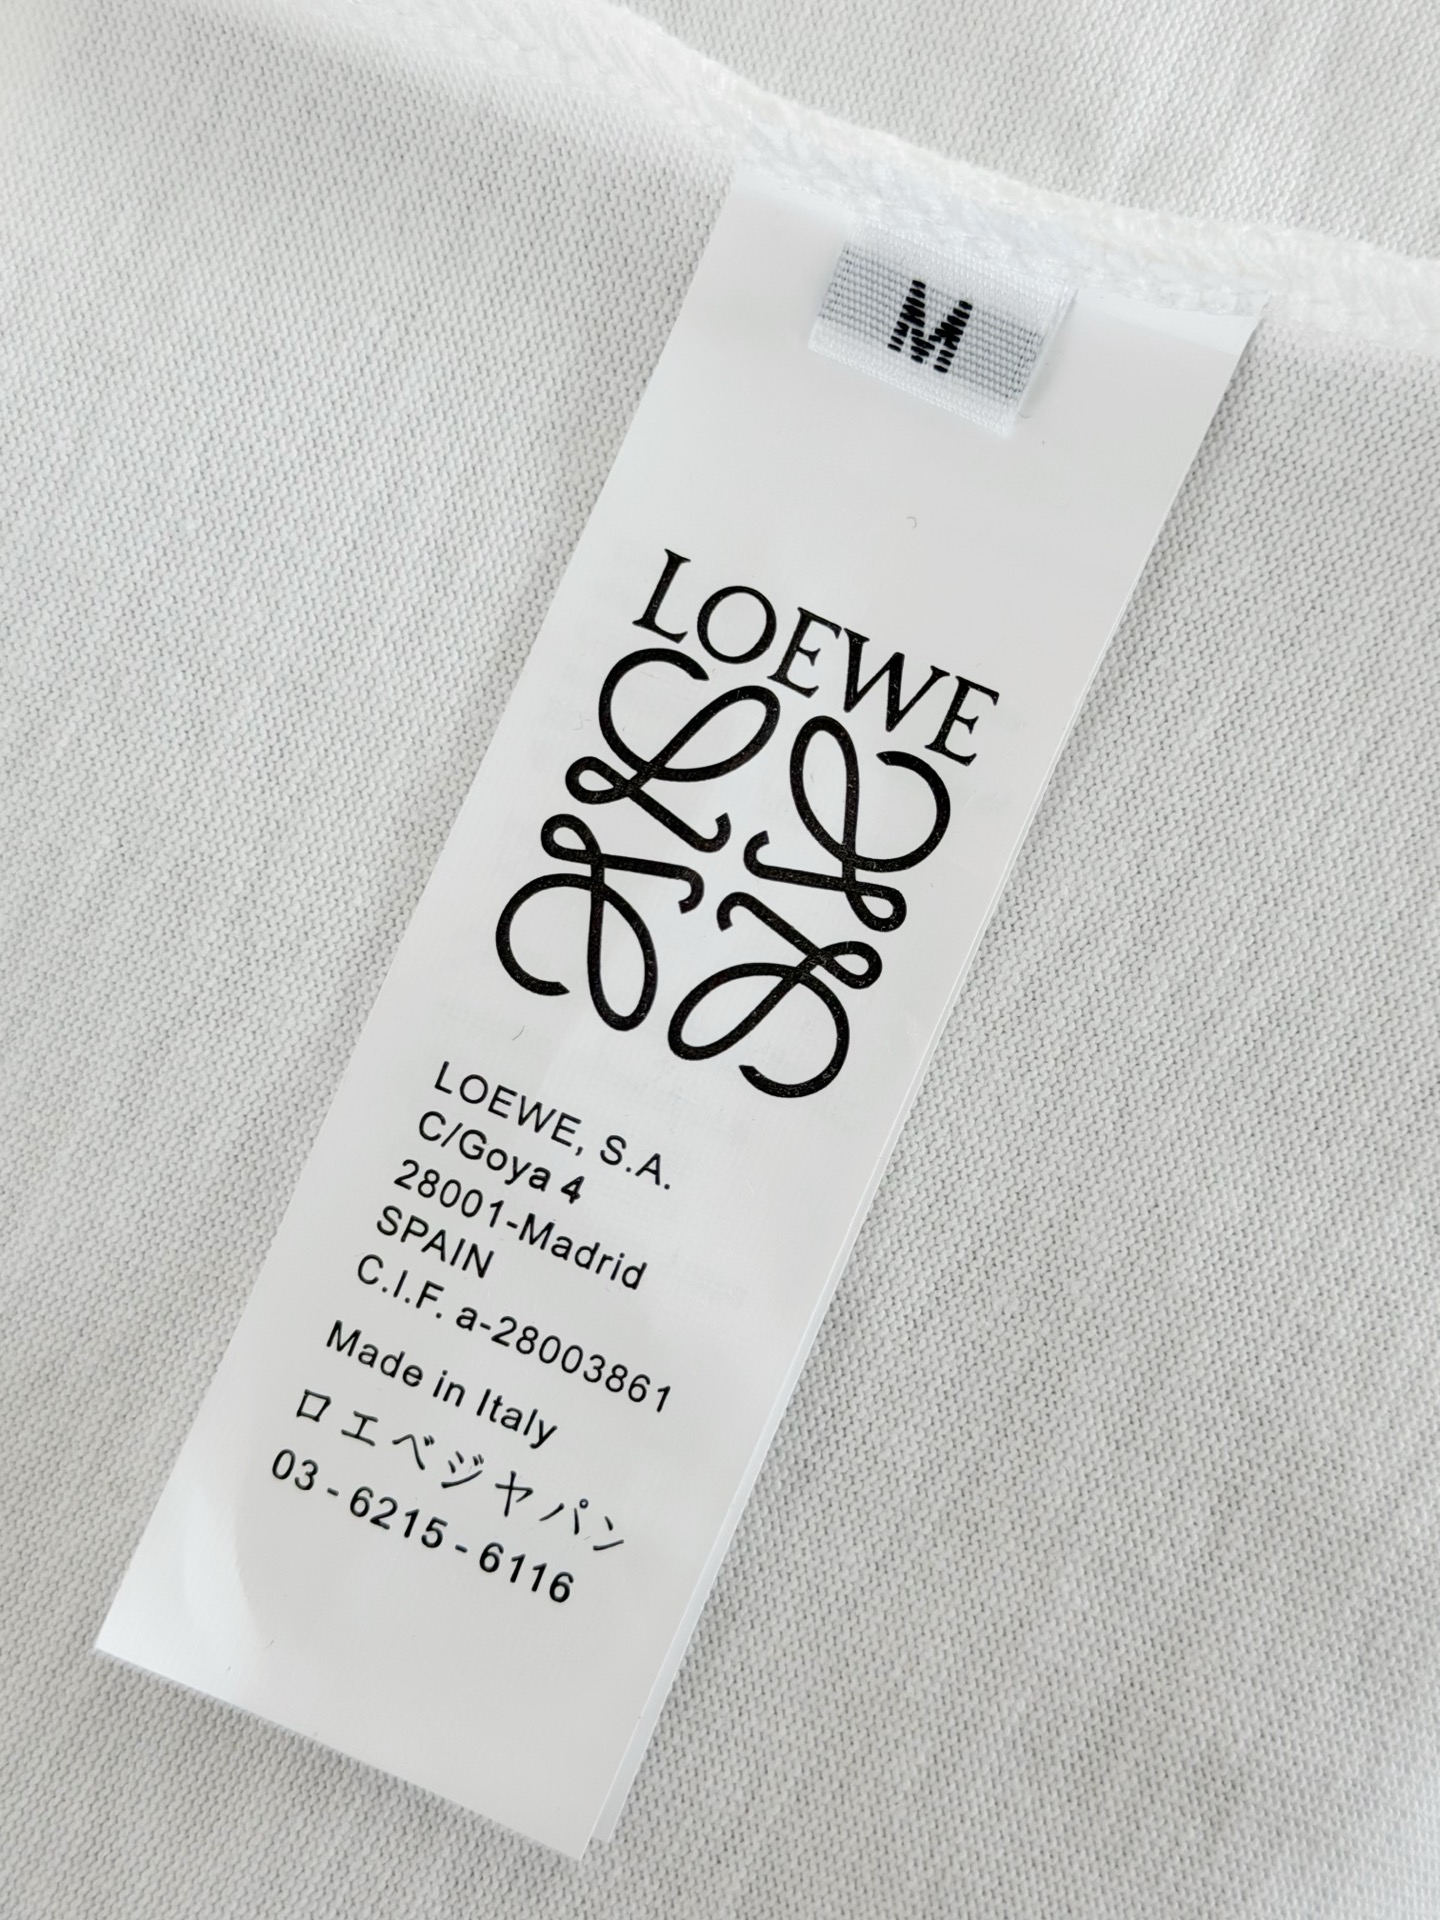 M
LOEWE
LOEWE, S.A.
C/Goya 4
28001-Madrid
SPAIN
C.I.F. a-28003861
Made in Italy
ロエベジャパン
03-6215-6116